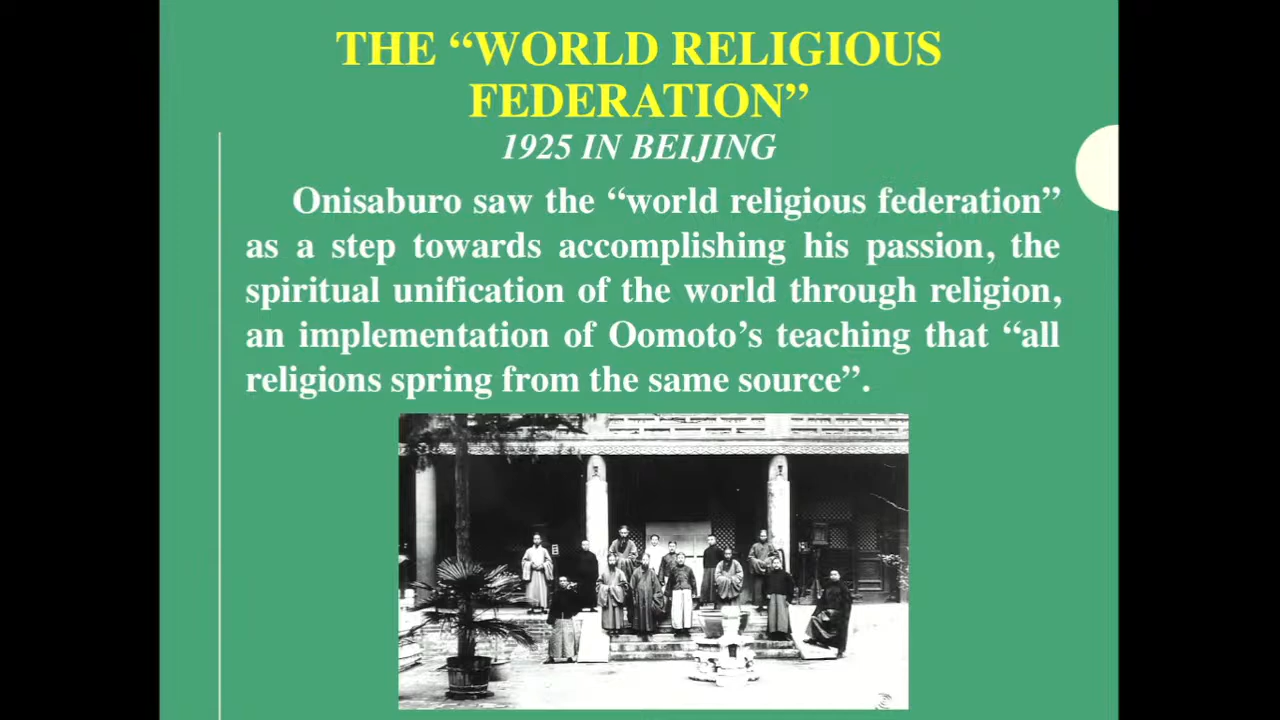 THE “WORLD RELIGIOUS
FEDERATION”
1925 IN BEIJING
Onisaburo saw the “world religious federation”
as a step towards accomplishing his passion, the
spiritual unification of the world through religion,
an implementation of Oomoto’s teaching that “all
religions spring from the same source”.